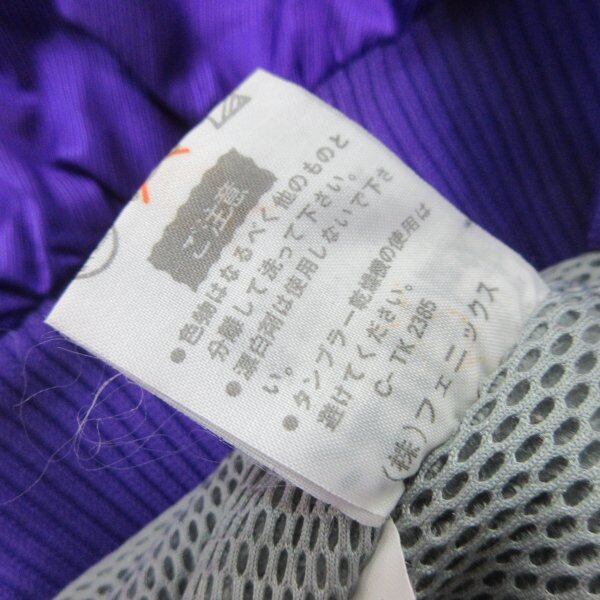 ご注意
• 色物はなるべく他のものと
分離して洗って下さい。
• 漂白剤は使用しないで下さ
い。
• タンブラー乾燥機の使用は
避けてください。
C-TK 2385
(株)フェニックス